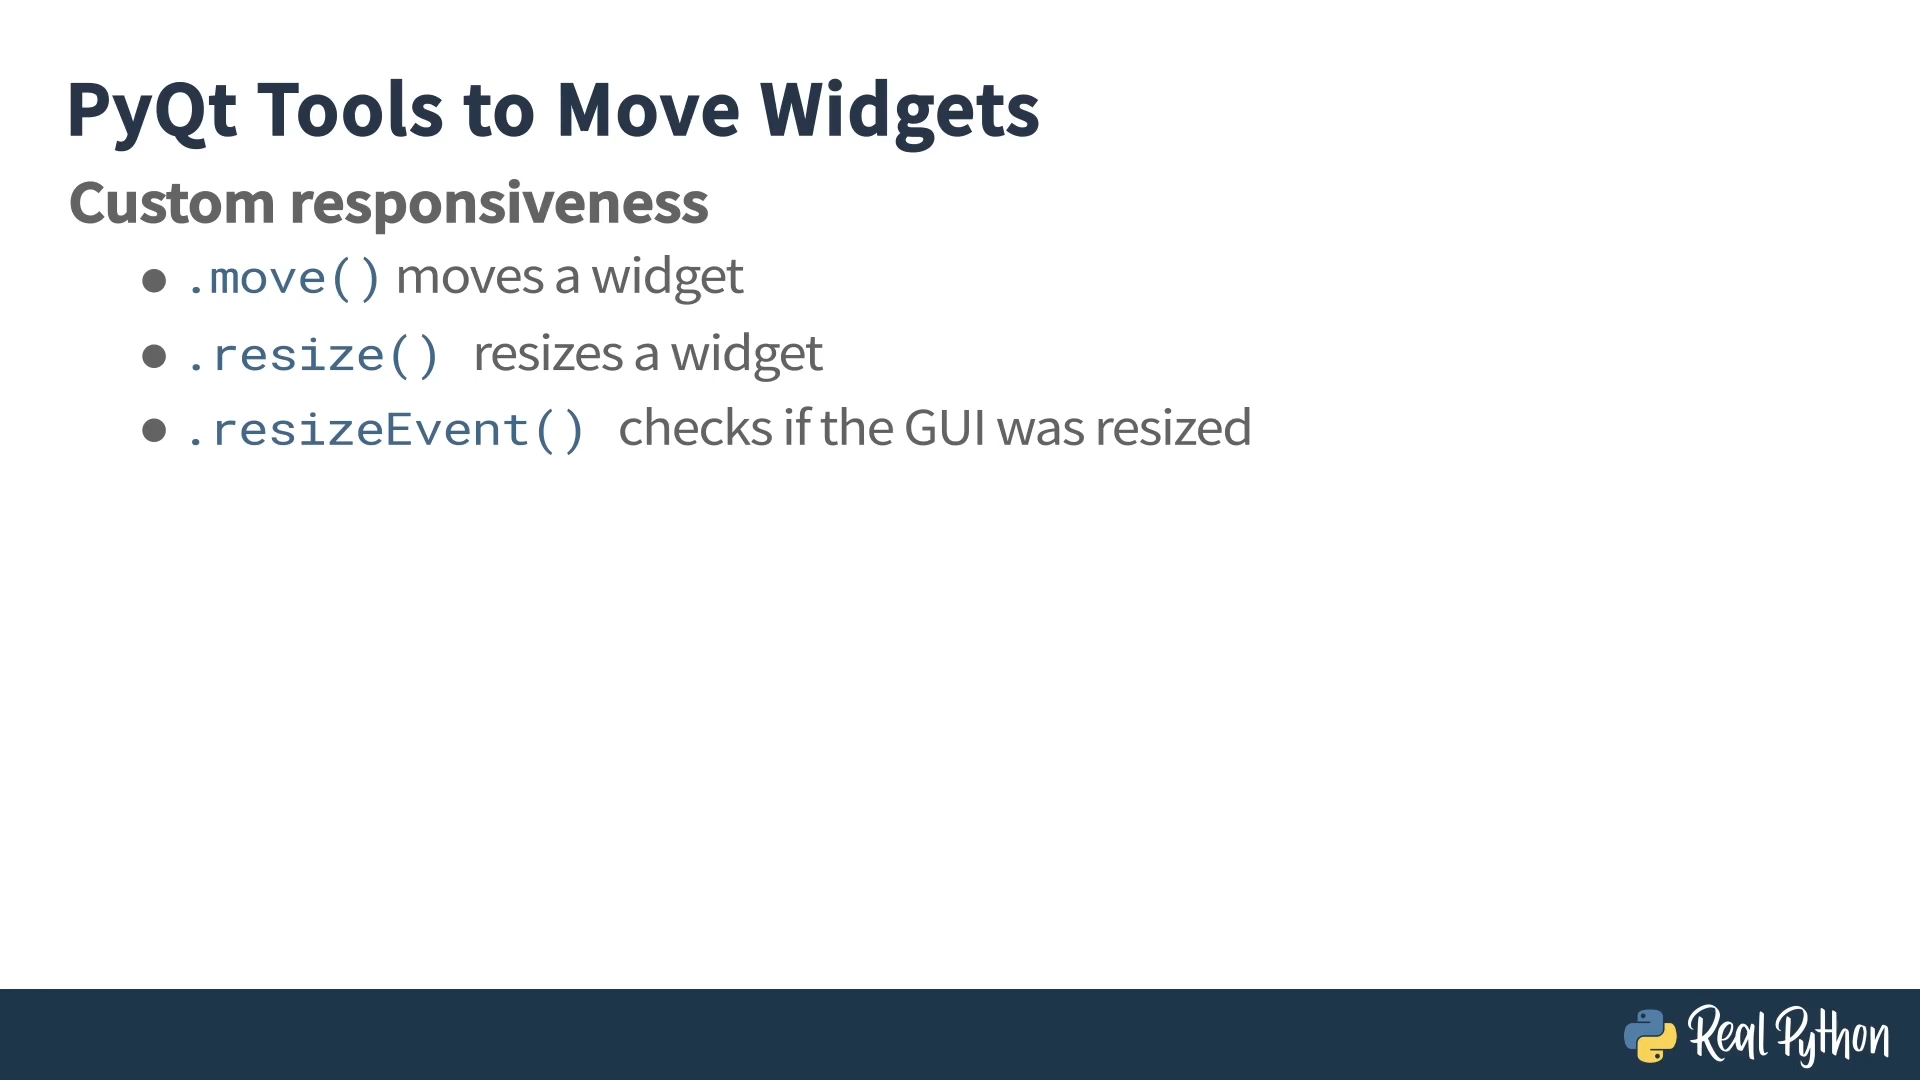 PyQt Tools to Move Widgets
Custom responsiveness
● .move() moves a widget
● .resize() resizes a widget
● .resizeEvent() checks if the GUI was resized
Real Python